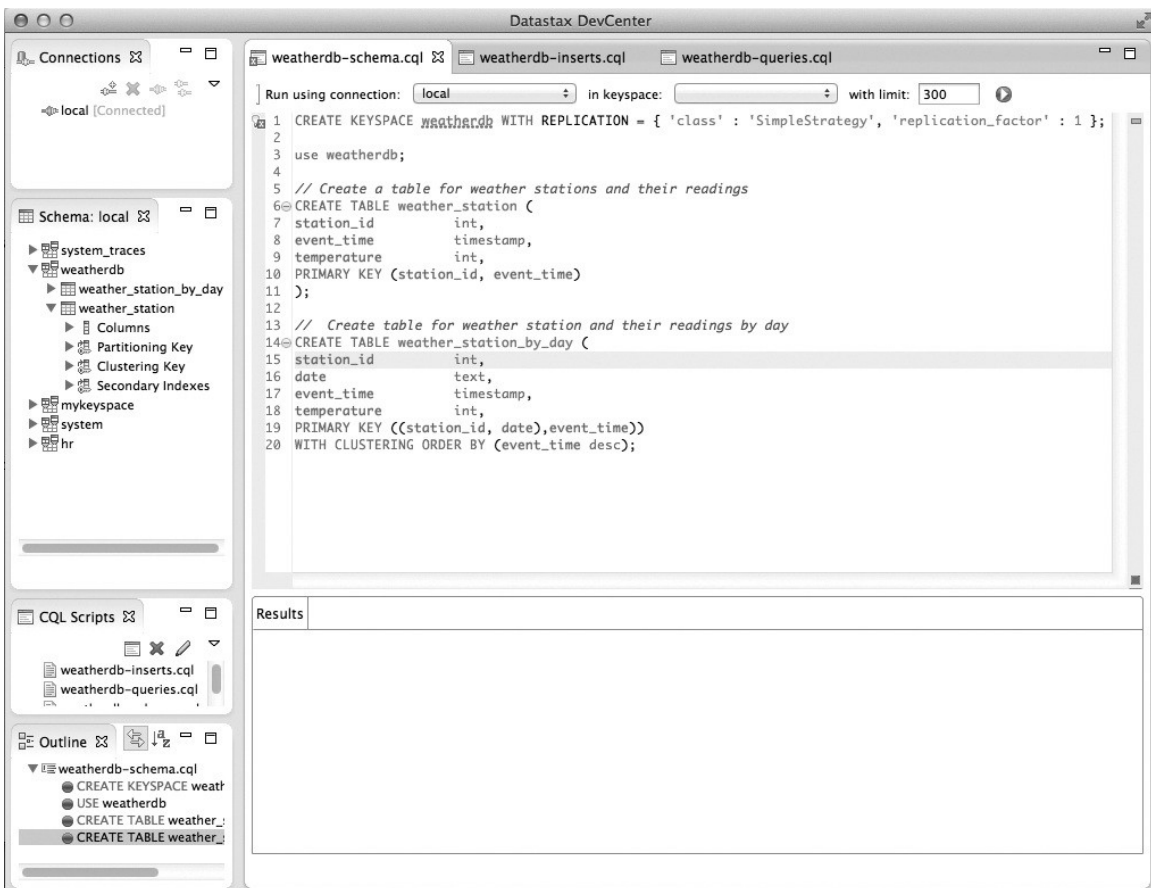 Datastax DevCenter
Connections
local [Connected]
Schema: local
system_traces
weatherdb
weather_station_by_day
weather_station
Columns
Partitioning Key
Clustering Key
Secondary Indexes
mykeyspace
system
hr
CQL Scripts
weatherdb-inserts.cql
weatherdb-queries.cql
Outline
weatherdb-schema.cql
CREATE KEYSPACE weath
USE weatherdb
CREATE TABLE weather_
CREATE TABLE weather_
weatherdb-schema.cql weatherdb-inserts.cql weatherdb-queries.cql
Run using connection: local in keyspace: with limit: 300
1 CREATE KEYSPACE weatherdb WITH REPLICATION = { 'class' : 'SimpleStrategy', 'replication_factor' : 1 };
2
3 use weatherdb;
4
5 // Create a table for weather stations and their readings
6 CREATE TABLE weather_station (
7 station_id int,
8 event_time timestamp,
9 temperature int,
10 PRIMARY KEY (station_id, event_time)
11 );
12
13 // Create table for weather station and their readings by day
14 CREATE TABLE weather_station_by_day (
15 station_id int,
16 date text,
17 event_time timestamp,
18 temperature int,
19 PRIMARY KEY ((station_id, date),event_time))
20 WITH CLUSTERING ORDER BY (event_time desc);
Results